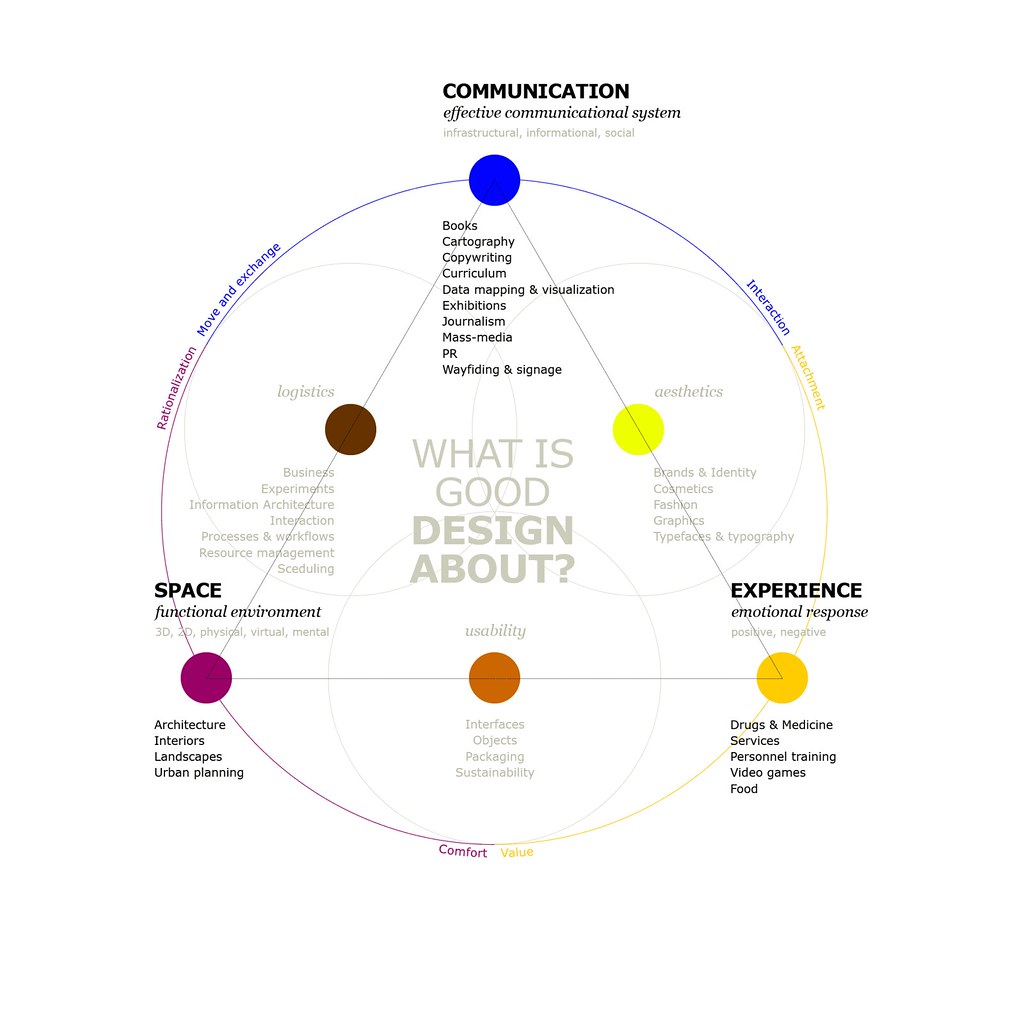 COMMUNICATION
effective communicational system
infrastructural, informational, social
Books
Cartography
Copywriting
Curriculum
Data mapping & visualization
Exhibitions
Journalism
Mass-media
PR
Wayfiding & signage
Move and exchange
Interaction
Rationalization
Attachment
logistics
Business
Experiments
Information Architecture
Interaction
Processes & workflows
Resource management
Sceduling
aesthetics
Brands & Identity
Cosmetics
Fashion
Graphics
Typefaces & typography
WHAT IS
GOOD
DESIGN
ABOUT?
SPACE
functional environment
3D, 2D, physical, virtual, mental
Architecture
Interiors
Landscapes
Urban planning
usability
Interfaces
Objects
Packaging
Sustainability
EXPERIENCE
emotional response
positive, negative
Drugs & Medicine
Services
Personnel training
Video games
Food
Comfort
Value